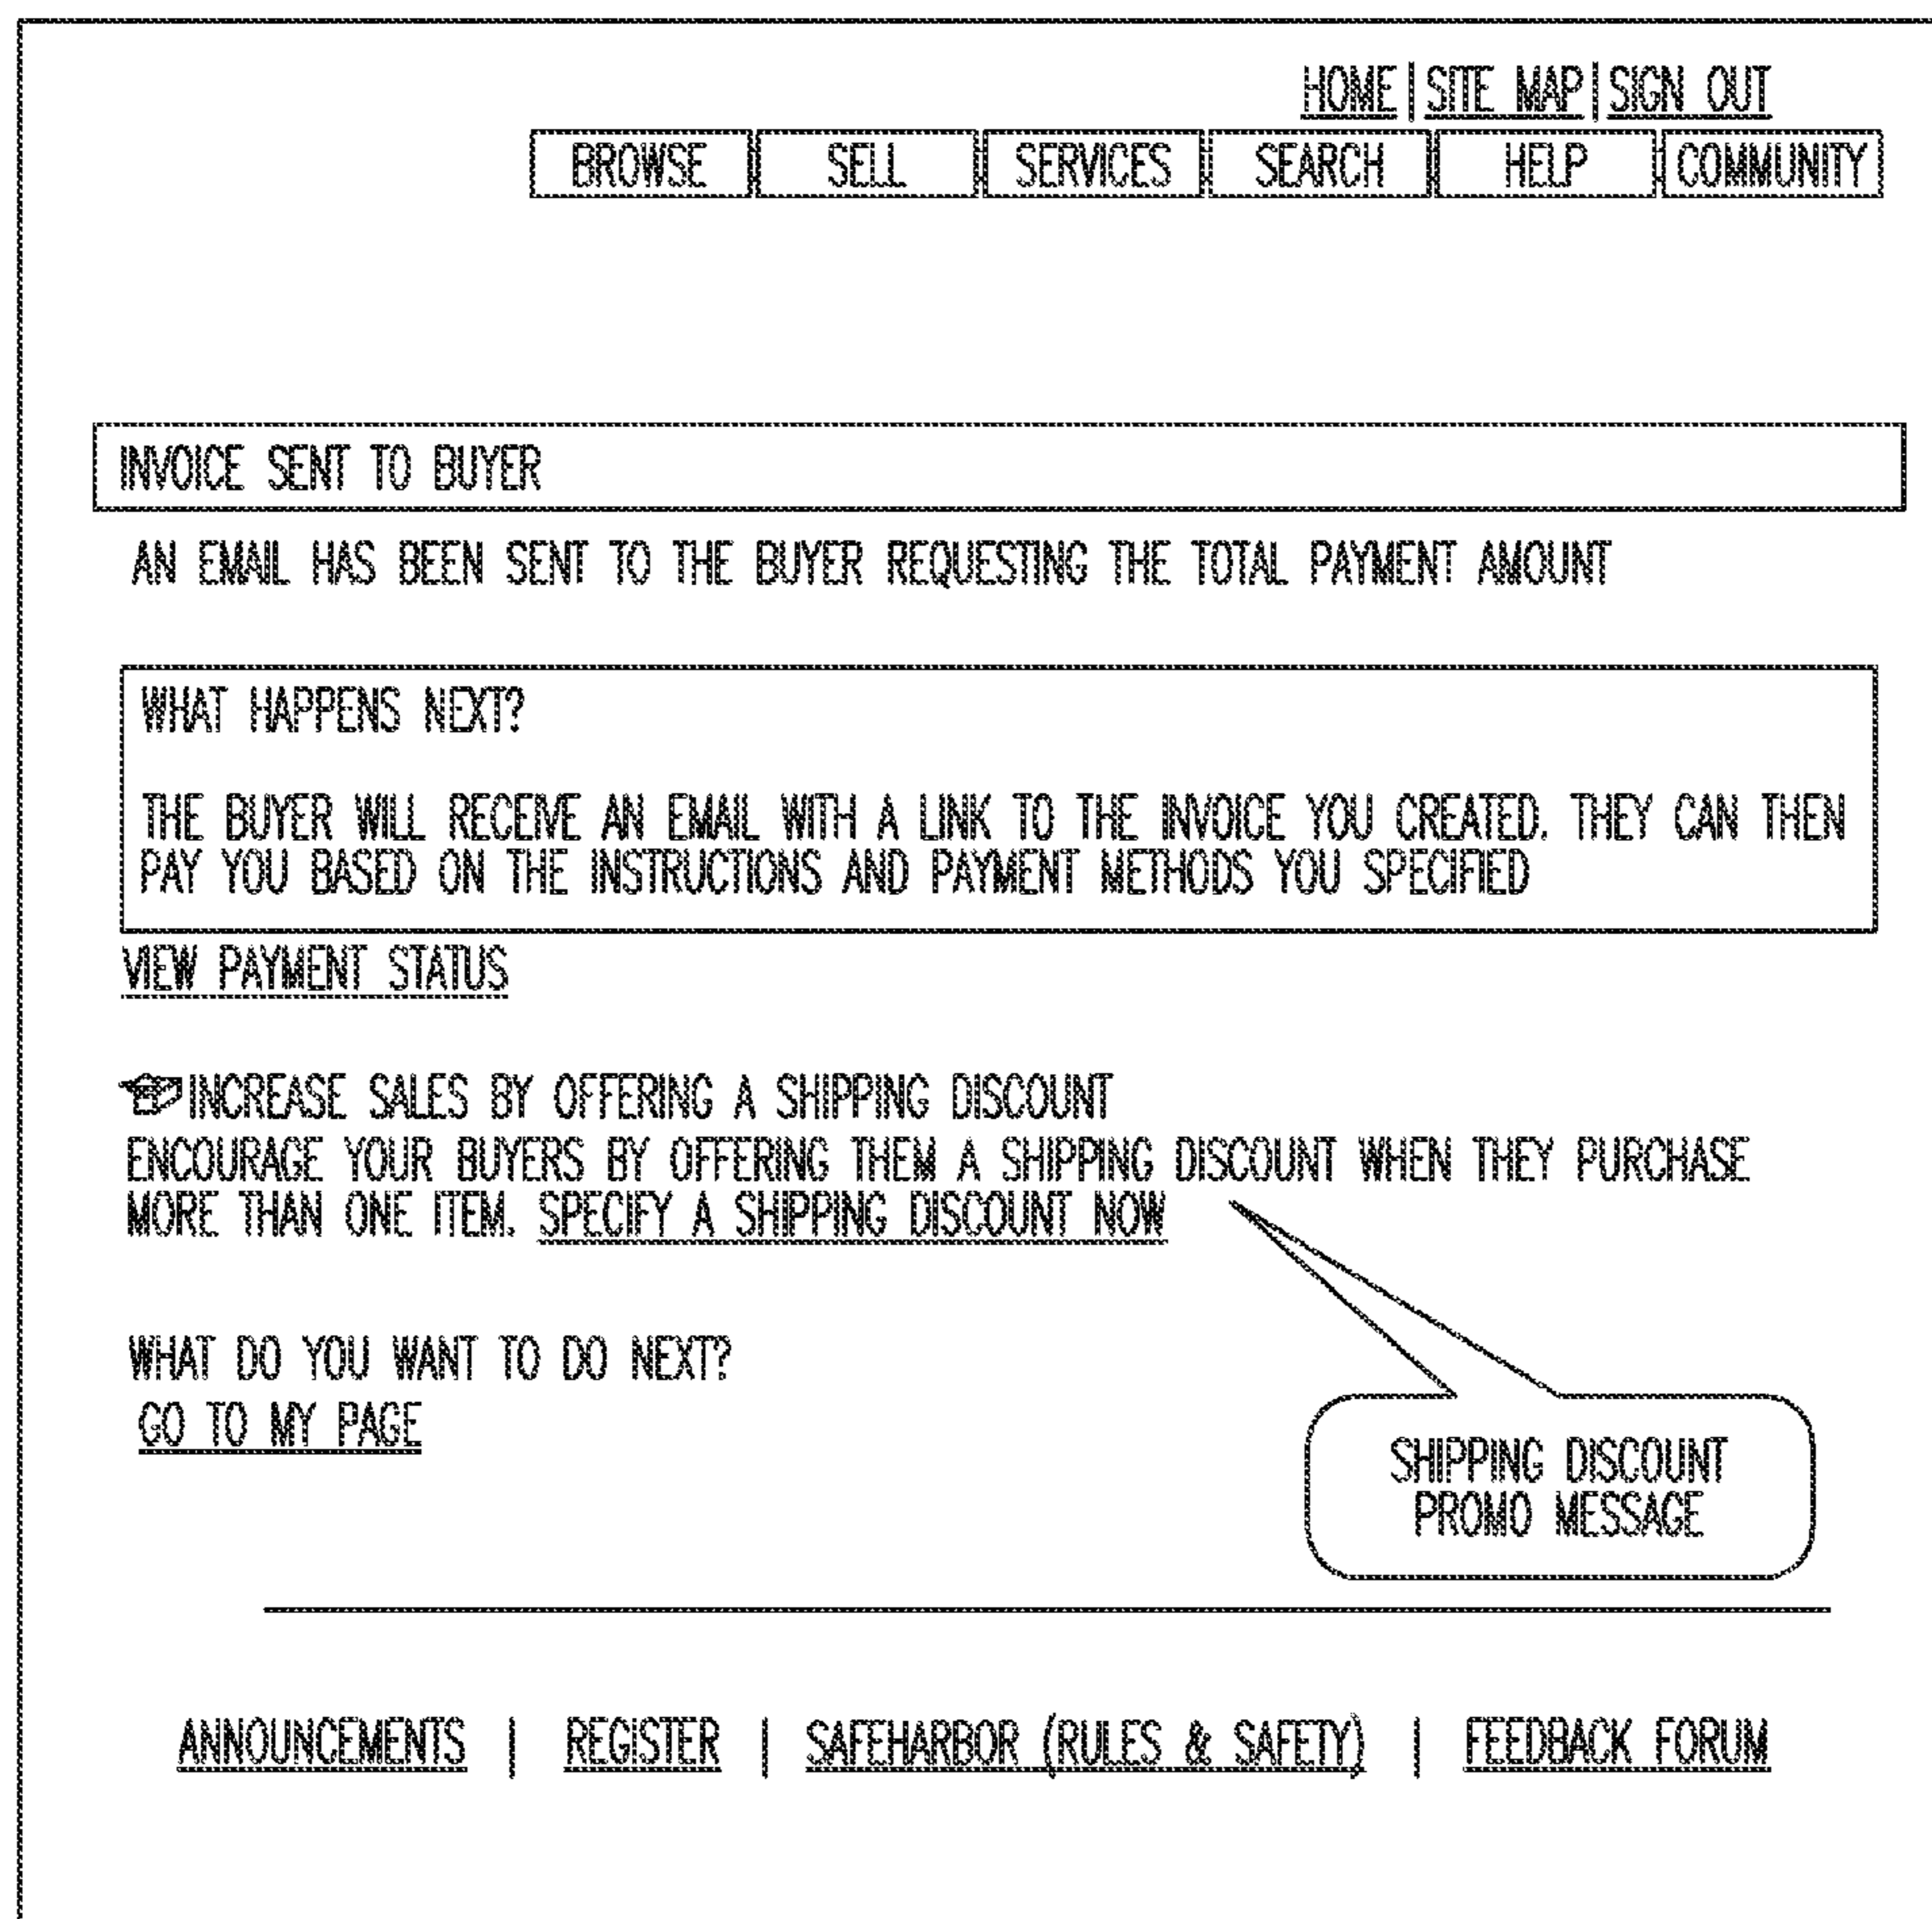 HOME | SITE MAP | SIGN OUT
BROWSE SELL SERVICES SEARCH HELP COMMUNITY
INVOICE SENT TO BUYER
AN EMAIL HAS BEEN SENT TO THE BUYER REQUESTING THE TOTAL PAYMENT AMOUNT
WHAT HAPPENS NEXT?
THE BUYER WILL RECEIVE AN EMAIL WITH A LINK TO THE INVOICE YOU CREATED. THEY CAN THEN
PAY YOU BASED ON THE INSTRUCTIONS AND PAYMENT METHODS YOU SPECIFIED
VIEW PAYMENT STATUS
INCREASE SALES BY OFFERING A SHIPPING DISCOUNT
ENCOURAGE YOUR BUYERS BY OFFERING THEM A SHIPPING DISCOUNT WHEN THEY PURCHASE
MORE THAN ONE ITEM. SPECIFY A SHIPPING DISCOUNT NOW
WHAT DO YOU WANT TO DO NEXT?
GO TO MY PAGE
SHIPPING DISCOUNT
PROMO MESSAGE
ANNOUNCEMENTS | REGISTER | SAFEHARBOR (RULES & SAFETY) | FEEDBACK FORUM